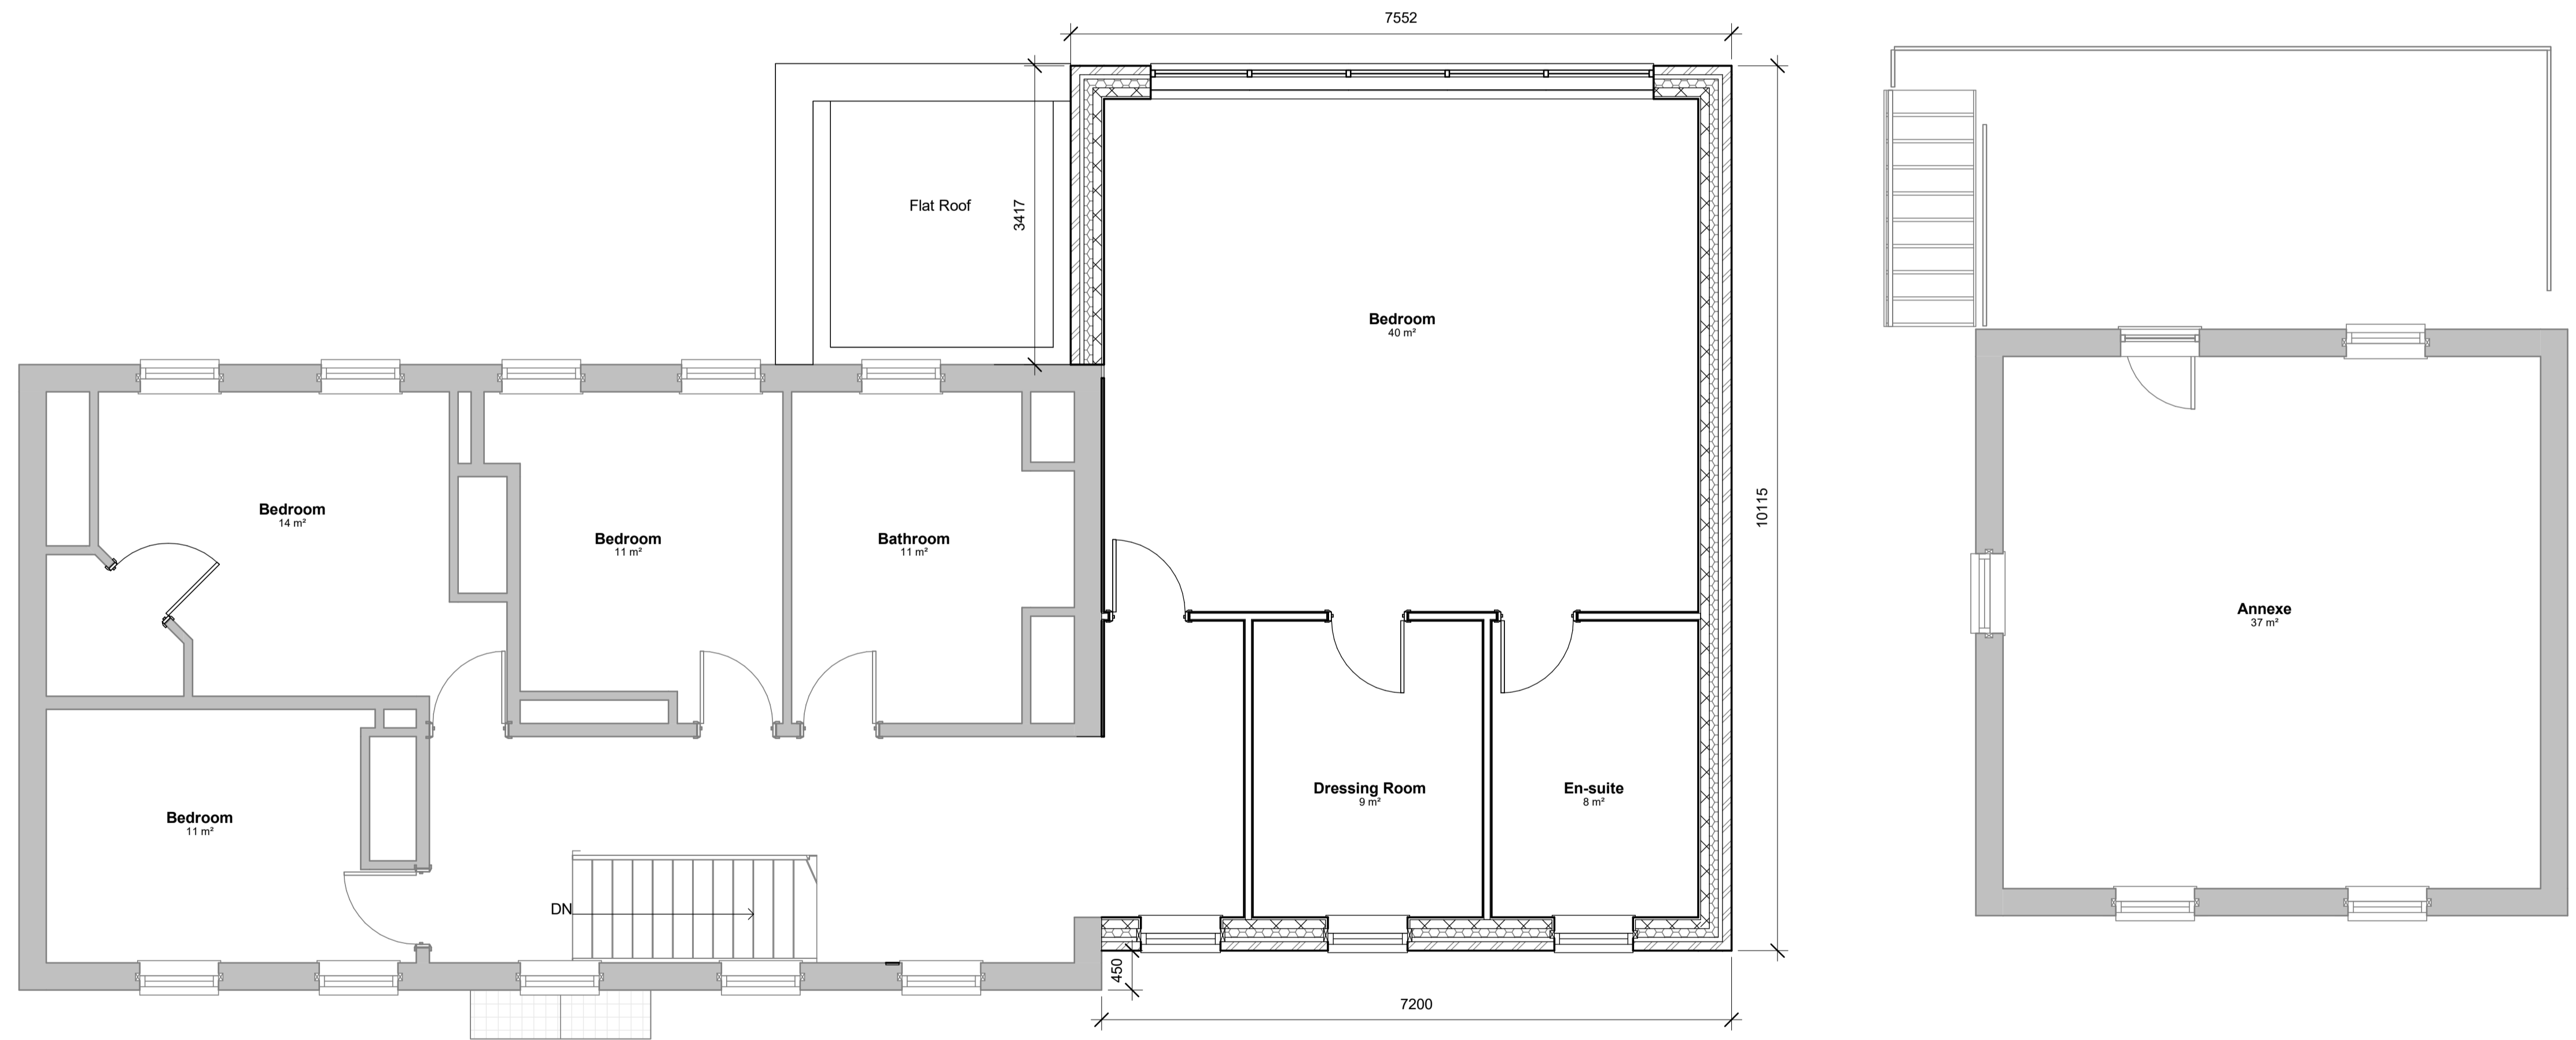 7552
Flat Roof
3417
Bedroom
40 m²
10115
Bedroom
14 m²
Bedroom
11 m²
Bathroom
11 m²
Annexe
37 m²
Bedroom
11 m²
Dressing Room
9 m²
En-suite
8 m²
DN
450
7200